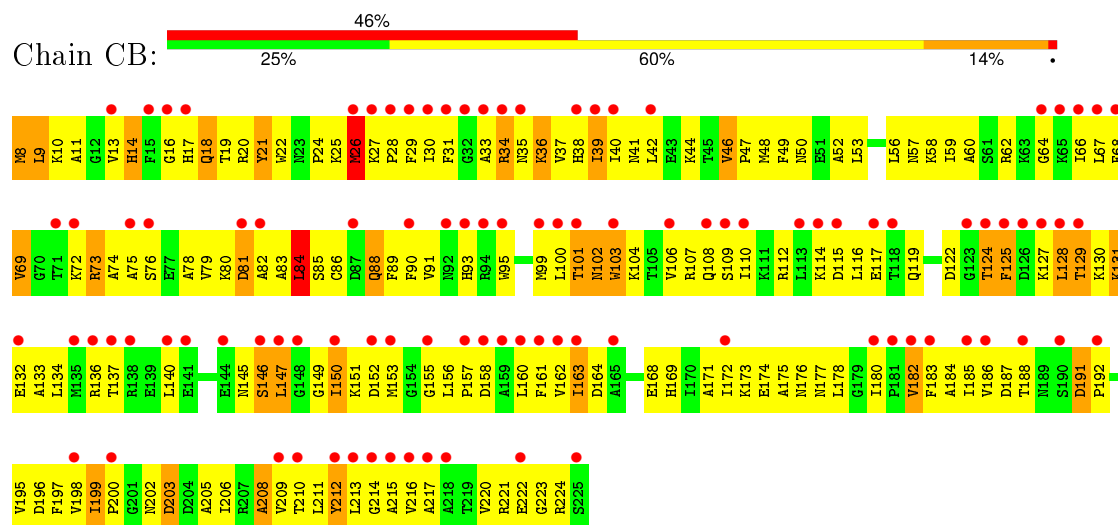 46%
Chain CB:
25% 60% 14% •
M8 L9 K10 A11 G12 V13 H14 F15 G16 H17 Q18 T19 R20 Y21 W22 N23 P24 K25 M26 K27 P28 F29 I30 F31 G32 A33 R34 N35 K36 V37 H38 I39 I40 N41 L42 E43 K44 T45 V46 P47 M48 F49 N50 E51 A52 L53 L56 N57 K58 I59 A60 S61 R62 K63 G64 K65 I66 L67 F68
V69 G70 T71 K72 R73 A74 A75 S76 E77 A78 V79 K80 D81 A82 A83 L84 S85 C86 D87 Q88 F89 F90 V91 N92 H93 R94 W95 M99 L100 T101 N102 W103 K104 T105 V106 R107 Q108 S109 I110 K111 R112 L113 K114 D115 L116 E117 T118 Q119 D122 G123 T124 F125 D126 K127 L128 T129 K130 K131
E132 A133 L134 M135 R136 T137 R138 E139 L140 E141 E144 N145 S146 L147 G148 G149 I150 K151 D152 M153 G154 G155 L156 P157 D158 A159 L160 F161 V162 I163 D164 A165 E168 H169 I170 A171 I172 K173 E174 A175 N176 N177 L178 G179 I180 P181 V182 F183 A184 I185 V186 D187 T188 N189 S190 D191 P192
V195 D196 F197 V198 I199 P200 G201 N202 D203 D204 A205 I206 R207 A208 V209 T210 L211 Y212 L213 G214 A215 V216 A217 A218 T219 V220 R221 E222 G223 R224 S225